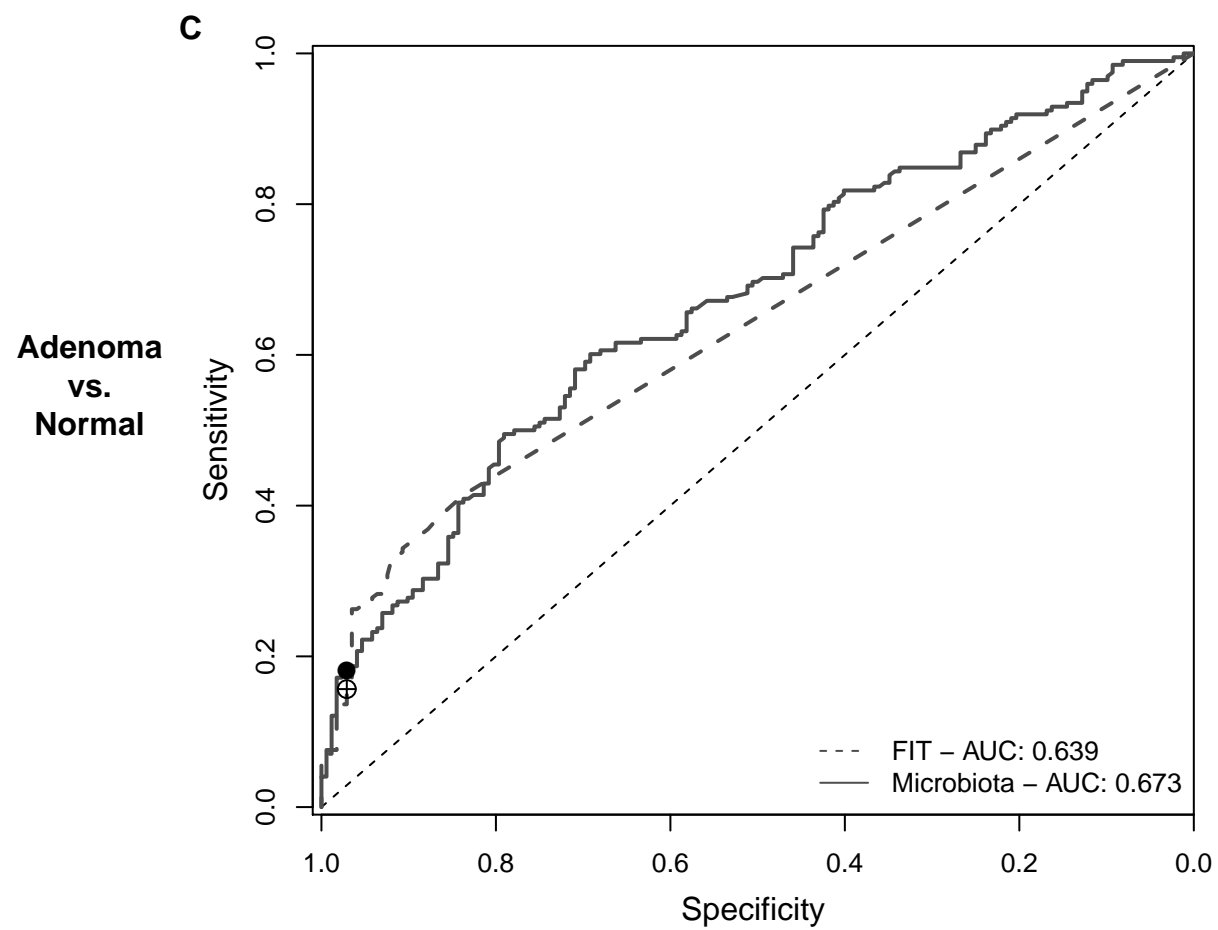 C
Adenoma
vs.
Normal
Sensitivity
1.0
0.8
0.6
0.4
0.2
0.0
FIT – AUC: 0.639
Microbiota – AUC: 0.673
1.0 0.8 0.6 0.4 0.2 0.0
Specificity